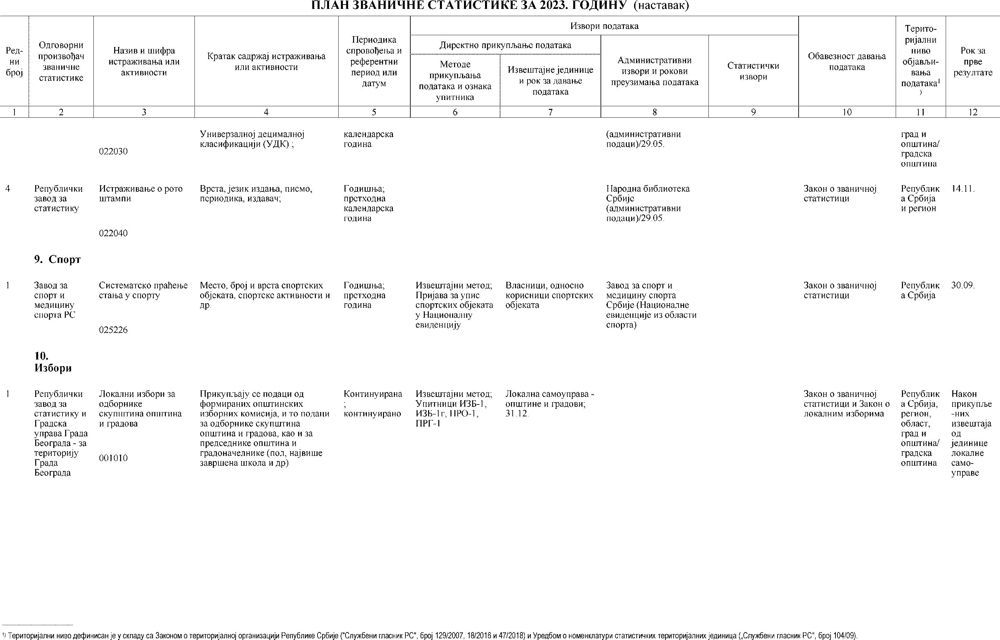 ПЛАН ЗВАНИЧНЕ СТАТИСТИКЕ ЗА 2023. ГОДИНУ (наставак)
Ред-
ни
број
Одговорни
произвођач
званичне
статистике
Назив и шифра
истраживања или
активности
Кратак садржај истраживања
или активности
Периодика
спровођења и
референтни
период или
датум
Извори података
Директно прикупљање података
Методе
прикупљања
података и ознака
упитника
Извештајне јединице
и рок за давање
података
Административни
извори и рокови
преузимања података
Статистички
извори
Обавезност давања
података
Терито-
ријални
ниво
објављи-
вања
података¹
)
Рок за
прве
резултате
1 2 3 4 5 6 7 8 9 10 11 12
022030
Универзалној децималној
класификацији (УДК) ;
календарска
година
(административни
подаци)/29.05.
град и
општина/
градска
општина
4
Републички
завод за
статистику
Истраживање о рото
штампи
022040
Врста, језик издања, писмо,
периодика, издавач;
Годишња;
претходна
календарска
година
Народна библиотека
Србије
(административни
подаци)/29.05.
Закон о званичној
статистици
Републик
а Србија
и регион
14.11.
9. Спорт
1
Завод за
спорт и
медицину
спорта РС
Систематско праћење
стања у спорту
025226
Место, број и врста спортских
објеката, спортске активности и
др.
Годишња;
претходна
година
Извештајни метод;
Пријава за упис
спортских објеката
у Националну
евиденцију
Власници, односно
корисници спортских
објеката
Завод за спорт и
медицину спорта
Србије (Националне
евиденције из области
спорта)
Закон о званичној
статистици
Републик
а Србија
30.09.
10.
Избори
1
Републички
завод за
статистику и
Градска
управа Града
Београда - за
територију
Града
Београда
Локални избори за
одборнике
скупштина општина
и градова
001010
Прикупљају се подаци од
формираних општинских
изборних комисија, и то подаци
за одборнике скупштина
општина и градова, као и за
председнике општина и
градоначелнике (пол, највише
завршена школа и др)
Континуирана
;
континуирано
Извештајни метод;
Упитници ИЗБ-1,
ИЗБ-1г, ПРО-1,
ПРГ-1
Локална самоуправа -
општине и градови;
31.12.
Закон о званичној
статистици и Закон о
локалним изборима
Републик
а Србија,
регион,
област,
град и
општина/
градска
општина
Након
прикупље
-них
извештаја
од
јединице
локалне
само-
управе
¹⁾ Територијални ниво дефинисан је у складу са Законом о територијалној организацији Републике Србије ("Службени гласник РС", број 129/2007, 18/2016 и 47/2018) и Уредбом о номенклатури статистичких територијалних јединица („Службени гласник РС", број 104/09).